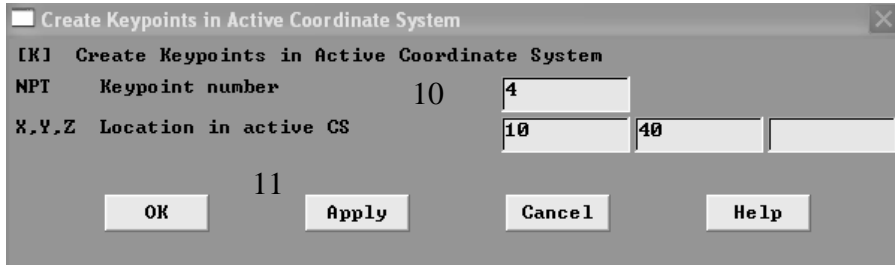 Create Keypoints in Active Coordinate System
[K] Create Keypoints in Active Coordinate System
NPT Keypoint number 10 4
X,Y,Z Location in active CS 10 40
11
OK Apply Cancel Help